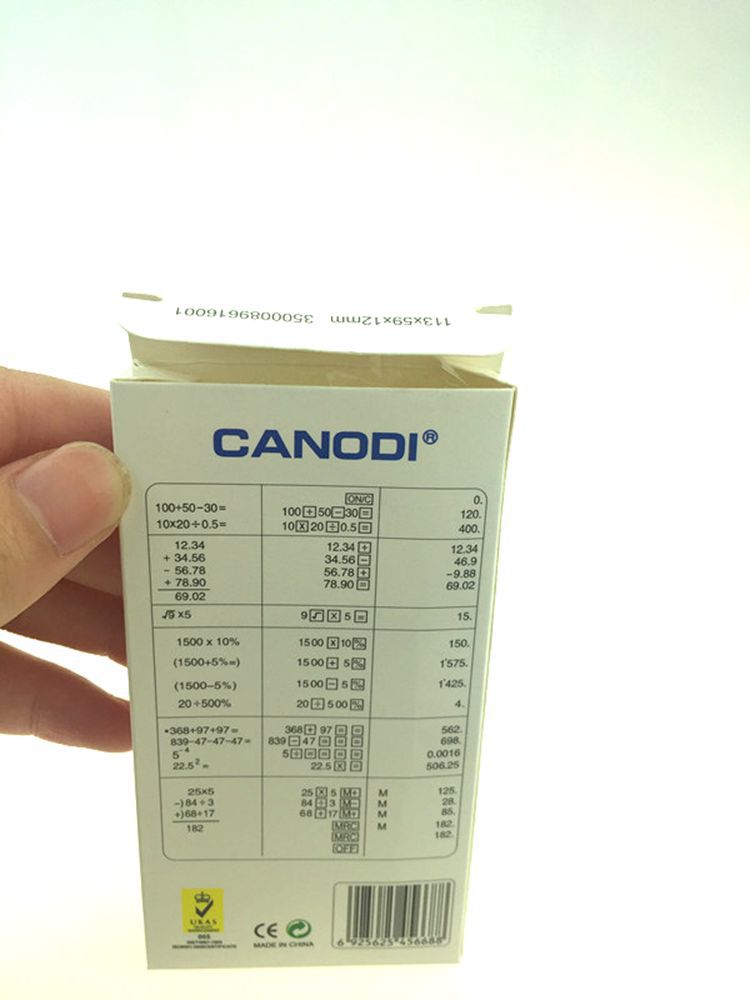 113x59x12mm 3500089616001
CANODI®
ON/C 0.
100+50-30= 100+50-30= 120.
10x20÷0.5= 10x20÷0.5= 400.
12.34 12.34+ 12.34
+ 34.56 34.56- 46.9
- 56.78 56.78+ -9.88
+ 78.90 78.90= 69.02
69.02
√9 x5 9√ x 5 = 15.
1500 x 10% 1500x10% 150.
(1500+5%=) 1500+ 5% 1'575.
(1500-5%) 1500- 5% 1'425.
20÷500% 20÷500% 4.
•368+97+97= 368+ 97 = = 562.
839-47-47-47= 839-47 = = = 698.
5-4 5÷===== 0.0016
22.5²= 22.5 x = 506.25
25x5 25 x 5 M+ M 125.
-)84÷3 84÷3 M- M 28.
+)68+17 68+17 M+ M 85.
182 MRC M 182.
MRC 182.
OFF
UKAS
QUALITY
MANAGEMENT
005
CE
MADE IN CHINA
6 925625 456688